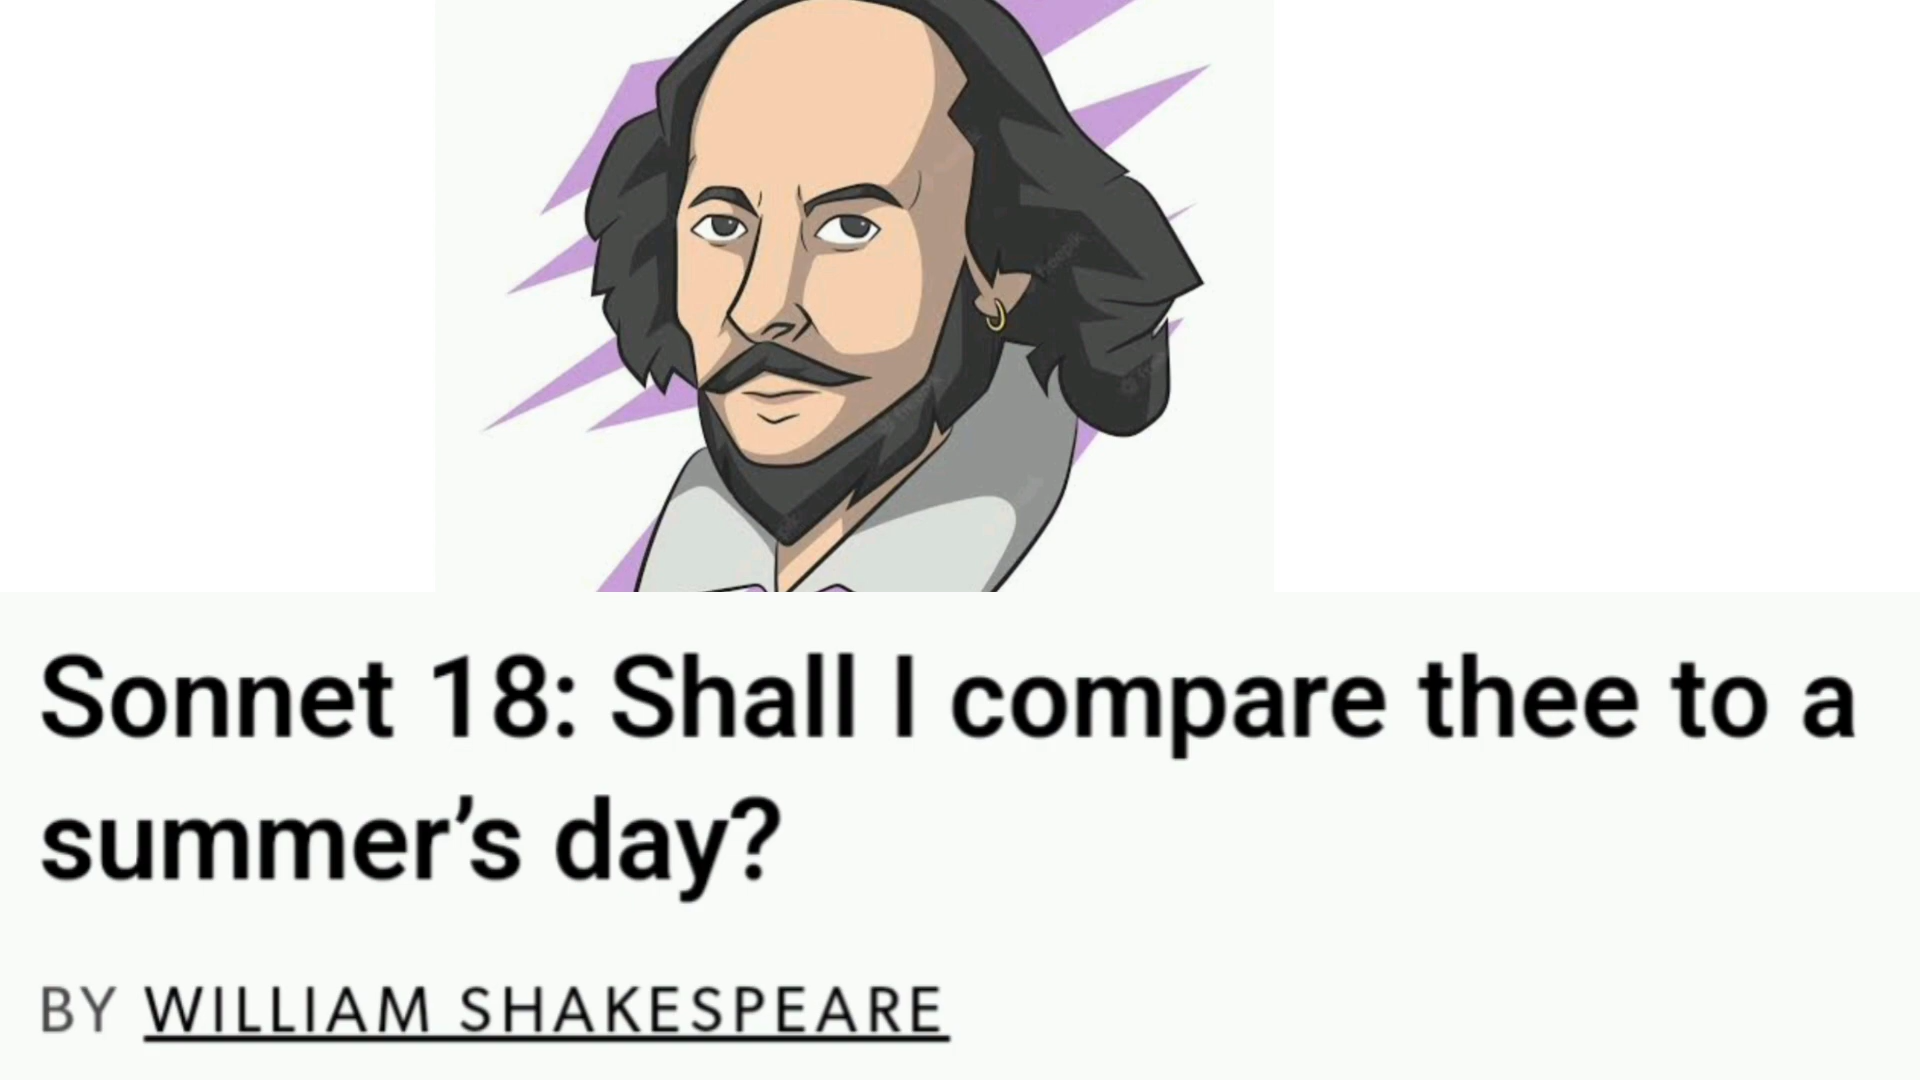 Sonnet 18: Shall I compare thee to a
summer’s day?
BY WILLIAM SHAKESPEARE